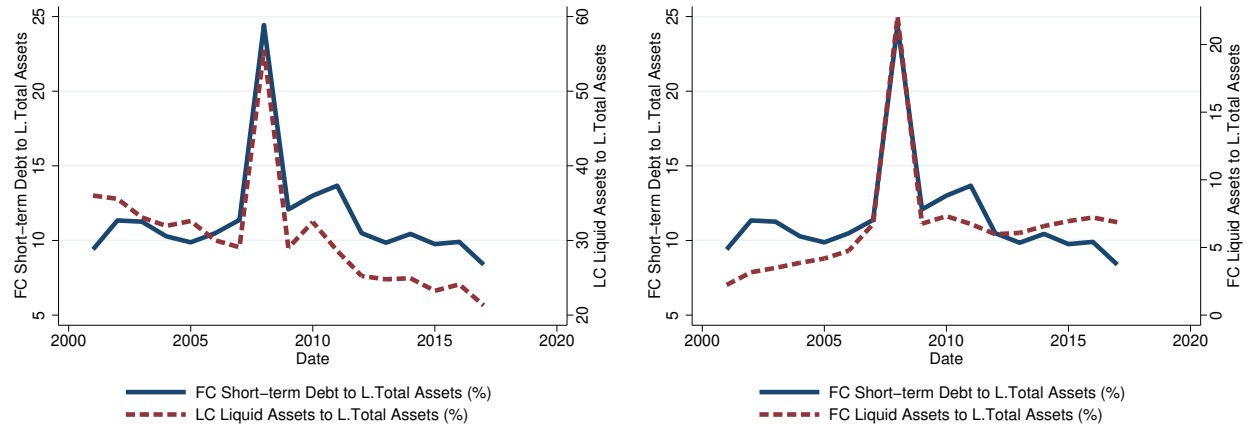 FC Short−term Debt to L.Total Assets
5 10 15 20 25
LC Liquid Assets to L.Total Assets
20 30 40 50 60
2000 2005 2010 2015 2020
Date
FC Short−term Debt to L.Total Assets (%)
LC Liquid Assets to L.Total Assets (%)
FC Short−term Debt to L.Total Assets
5 10 15 20 25
FC Liquid Assets to L.Total Assets
0 5 10 15 20
2000 2005 2010 2015 2020
Date
FC Short−term Debt to L.Total Assets (%)
FC Liquid Assets to L.Total Assets (%)